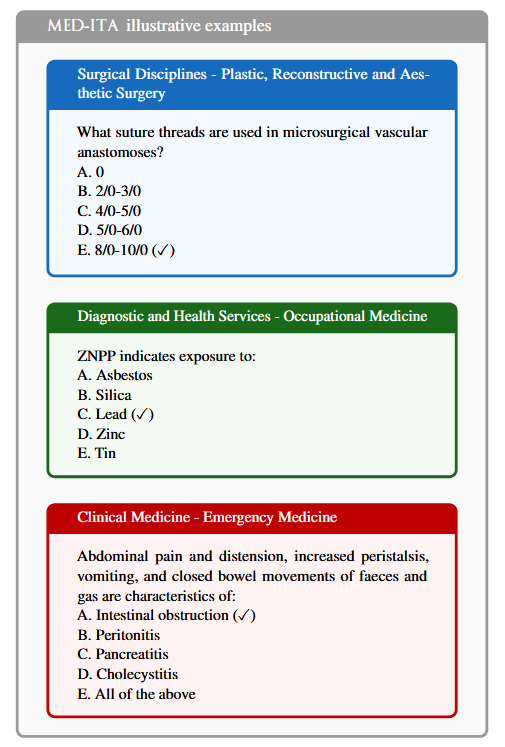 MED-ITA illustrative examples
Surgical Disciplines - Plastic, Reconstructive and Aes-
thetic Surgery
What suture threads are used in microsurgical vascular
anastomoses?
A. 0
B. 2/0-3/0
C. 4/0-5/0
D. 5/0-6/0
E. 8/0-10/0 (✓)
Diagnostic and Health Services - Occupational Medicine
ZNPP indicates exposure to:
A. Asbestos
B. Silica
C. Lead (✓)
D. Zinc
E. Tin
Clinical Medicine - Emergency Medicine
Abdominal pain and distension, increased peristalsis,
vomiting, and closed bowel movements of faeces and
gas are characteristics of:
A. Intestinal obstruction (✓)
B. Peritonitis
C. Pancreatitis
D. Cholecystitis
E. All of the above